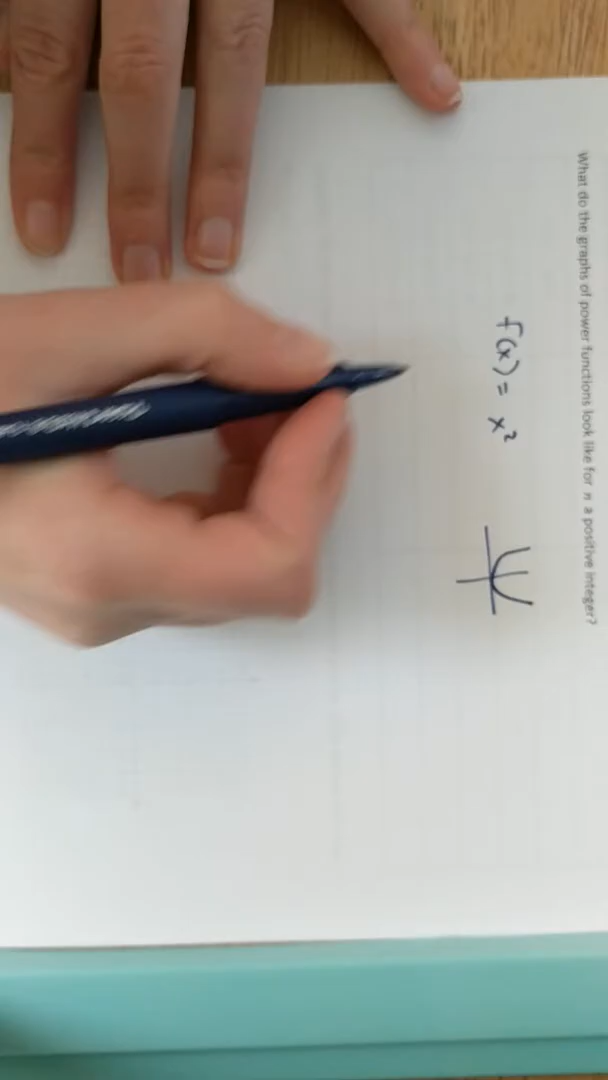 What do the graphs of power functions look like for n a positive integer?
f(x) = x²